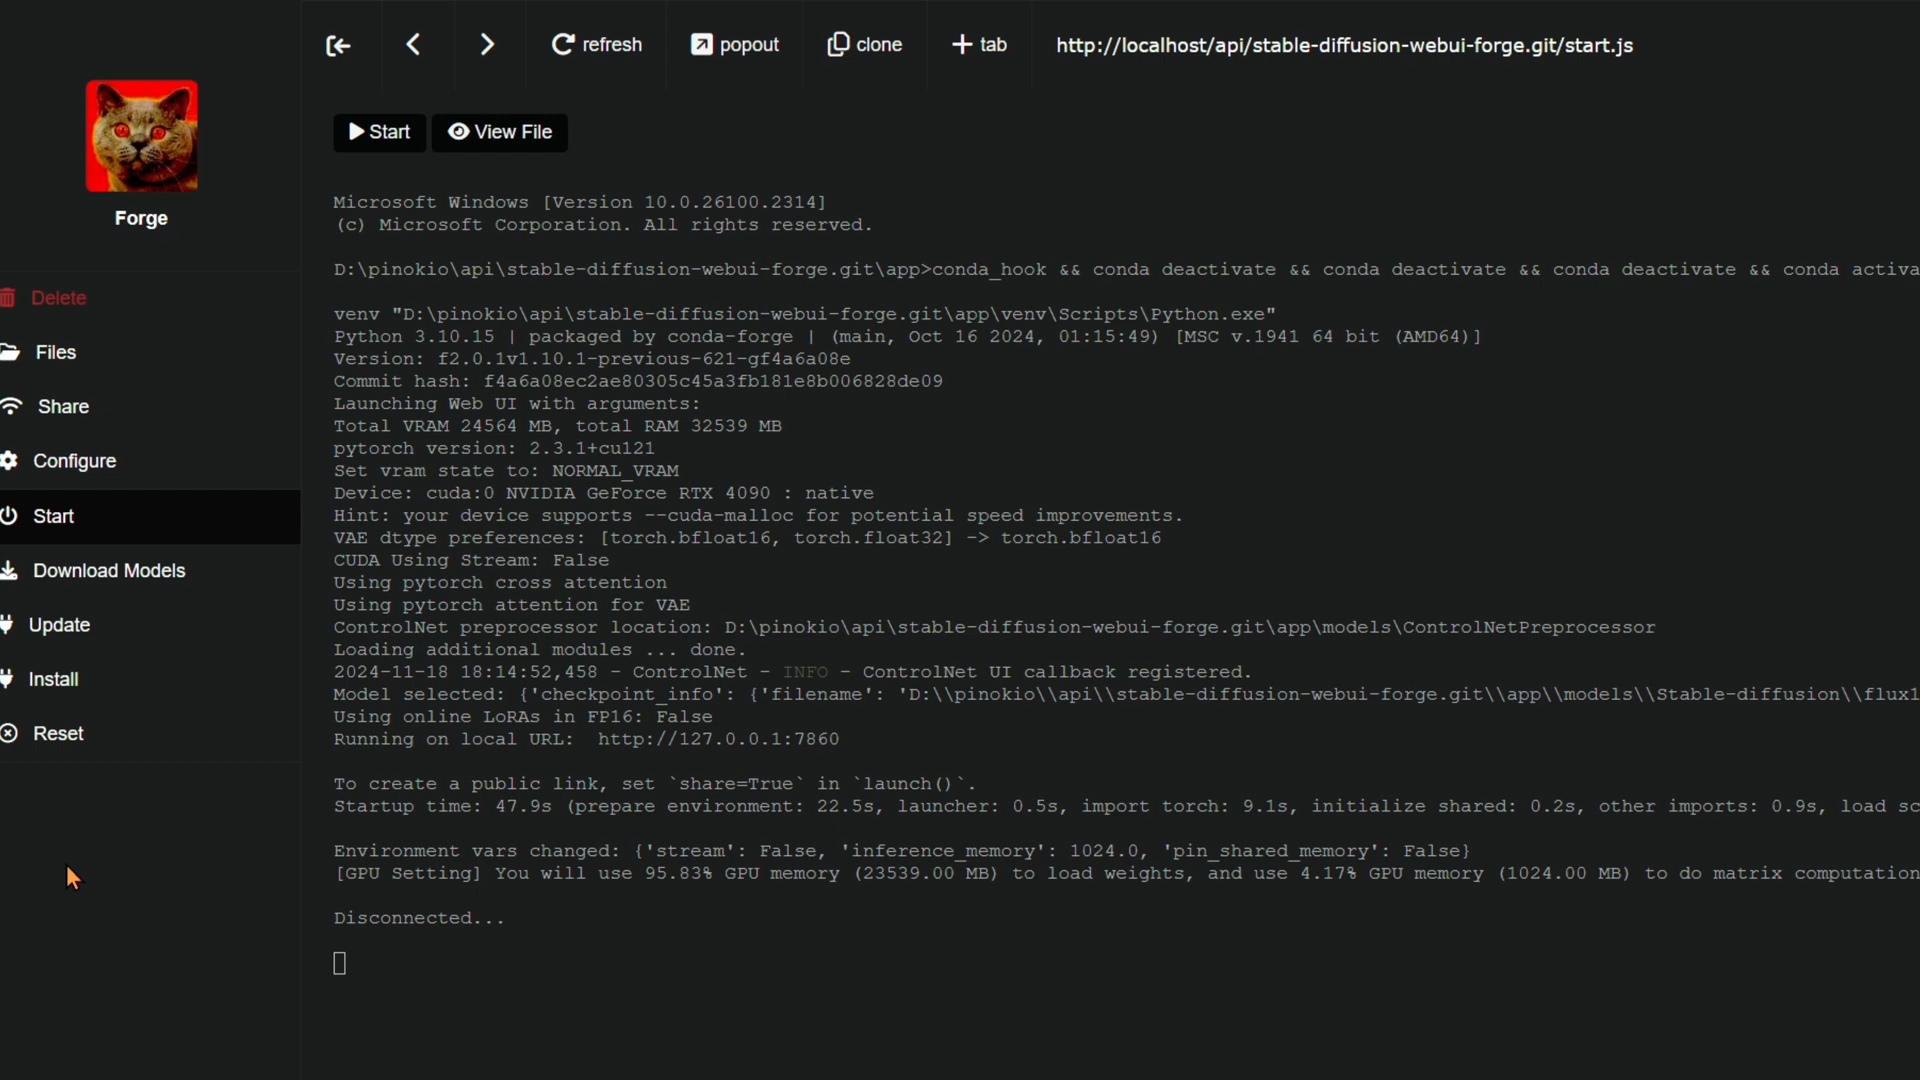 refresh
popout
clone
tab
http://localhost/api/stable-diffusion-webui-forge.git/start.js
Forge
Delete
Files
Share
Configure
Start
Download Models
Update
Install
Reset
Start
View File
Microsoft Windows [Version 10.0.26100.2314]
(c) Microsoft Corporation. All rights reserved.
D:\pinokio\api\stable-diffusion-webui-forge.git\app>conda_hook && conda deactivate && conda deactivate && conda deactivate && conda activa
venv "D:\pinokio\api\stable-diffusion-webui-forge.git\app\venv\Scripts\Python.exe"
Python 3.10.15 | packaged by conda-forge | (main, Oct 16 2024, 01:15:49) [MSC v.1941 64 bit (AMD64)]
Version: f2.0.1v1.10.1-previous-621-gf4a6a08e
Commit hash: f4a6a08ec2ae80305c45a3fb181e8b006828de09
Launching Web UI with arguments:
Total VRAM 24564 MB, total RAM 32539 MB
pytorch version: 2.3.1+cu121
Set vram state to: NORMAL_VRAM
Device: cuda:0 NVIDIA GeForce RTX 4090 : native
Hint: your device supports --cuda-malloc for potential speed improvements.
VAE dtype preferences: [torch.bfloat16, torch.float32] -> torch.bfloat16
CUDA Using Stream: False
Using pytorch cross attention
Using pytorch attention for VAE
ControlNet preprocessor location: D:\pinokio\api\stable-diffusion-webui-forge.git\app\models\ControlNetPreprocessor
Loading additional modules ... done.
2024-11-18 18:14:52,458 - ControlNet - INFO - ControlNet UI callback registered.
Model selected: {'checkpoint_info': {'filename': 'D:\\pinokio\\api\\stable-diffusion-webui-forge.git\\app\\models\\Stable-diffusion\\flux1
Using online LoRAs in FP16: False
Running on local URL:  http://127.0.0.1:7860
To create a public link, set `share=True` in `launch()`.
Startup time: 47.9s (prepare environment: 22.5s, launcher: 0.5s, import torch: 9.1s, initialize shared: 0.2s, other imports: 0.9s, load sc
Environment vars changed: {'stream': False, 'inference_memory': 1024.0, 'pin_shared_memory': False}
[GPU Setting] You will use 95.83% GPU memory (23539.00 MB) to load weights, and use 4.17% GPU memory (1024.00 MB) to do matrix computation
Disconnected...